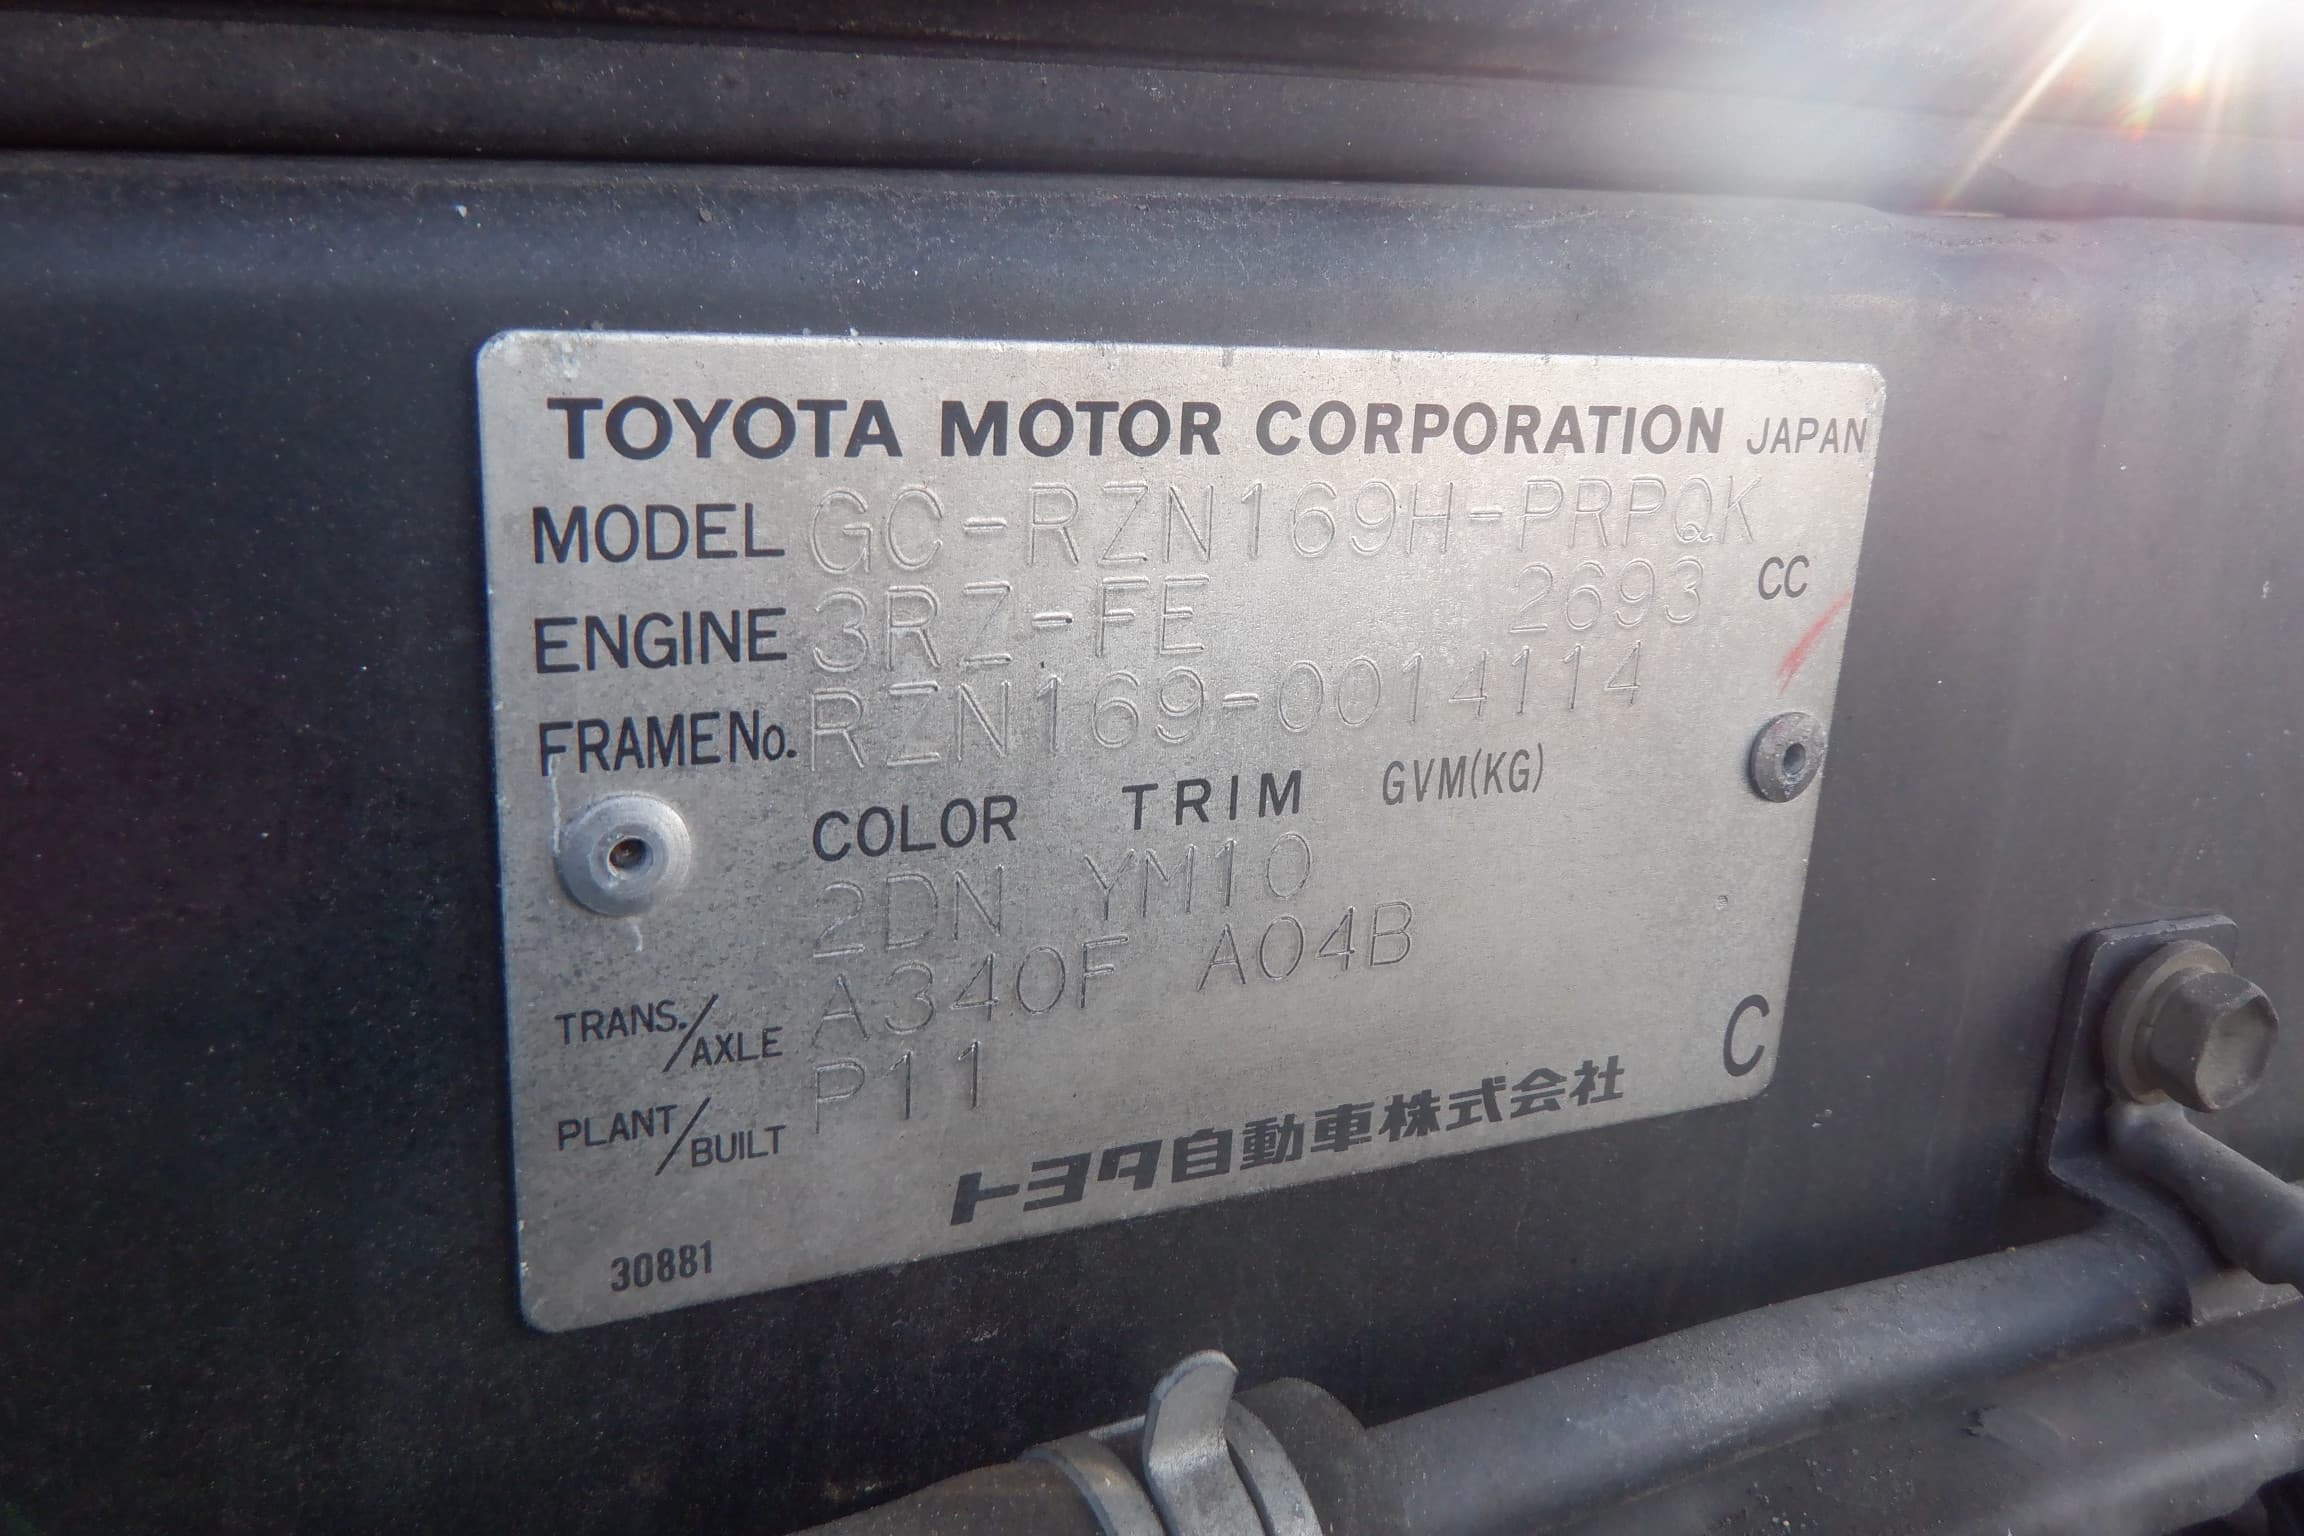 TOYOTA MOTOR CORPORATION JAPAN
MODEL GC-RZN169H-PRPQK
ENGINE 3RZ-FE 2693 CC
FRAME No. RZN169-0014114
COLOR TRIM GVM(KG)
2DN YM10
TRANS./AXLE A340F A04B
PLANT/BUILT P11
C
トヨタ自動車株式会社
30881